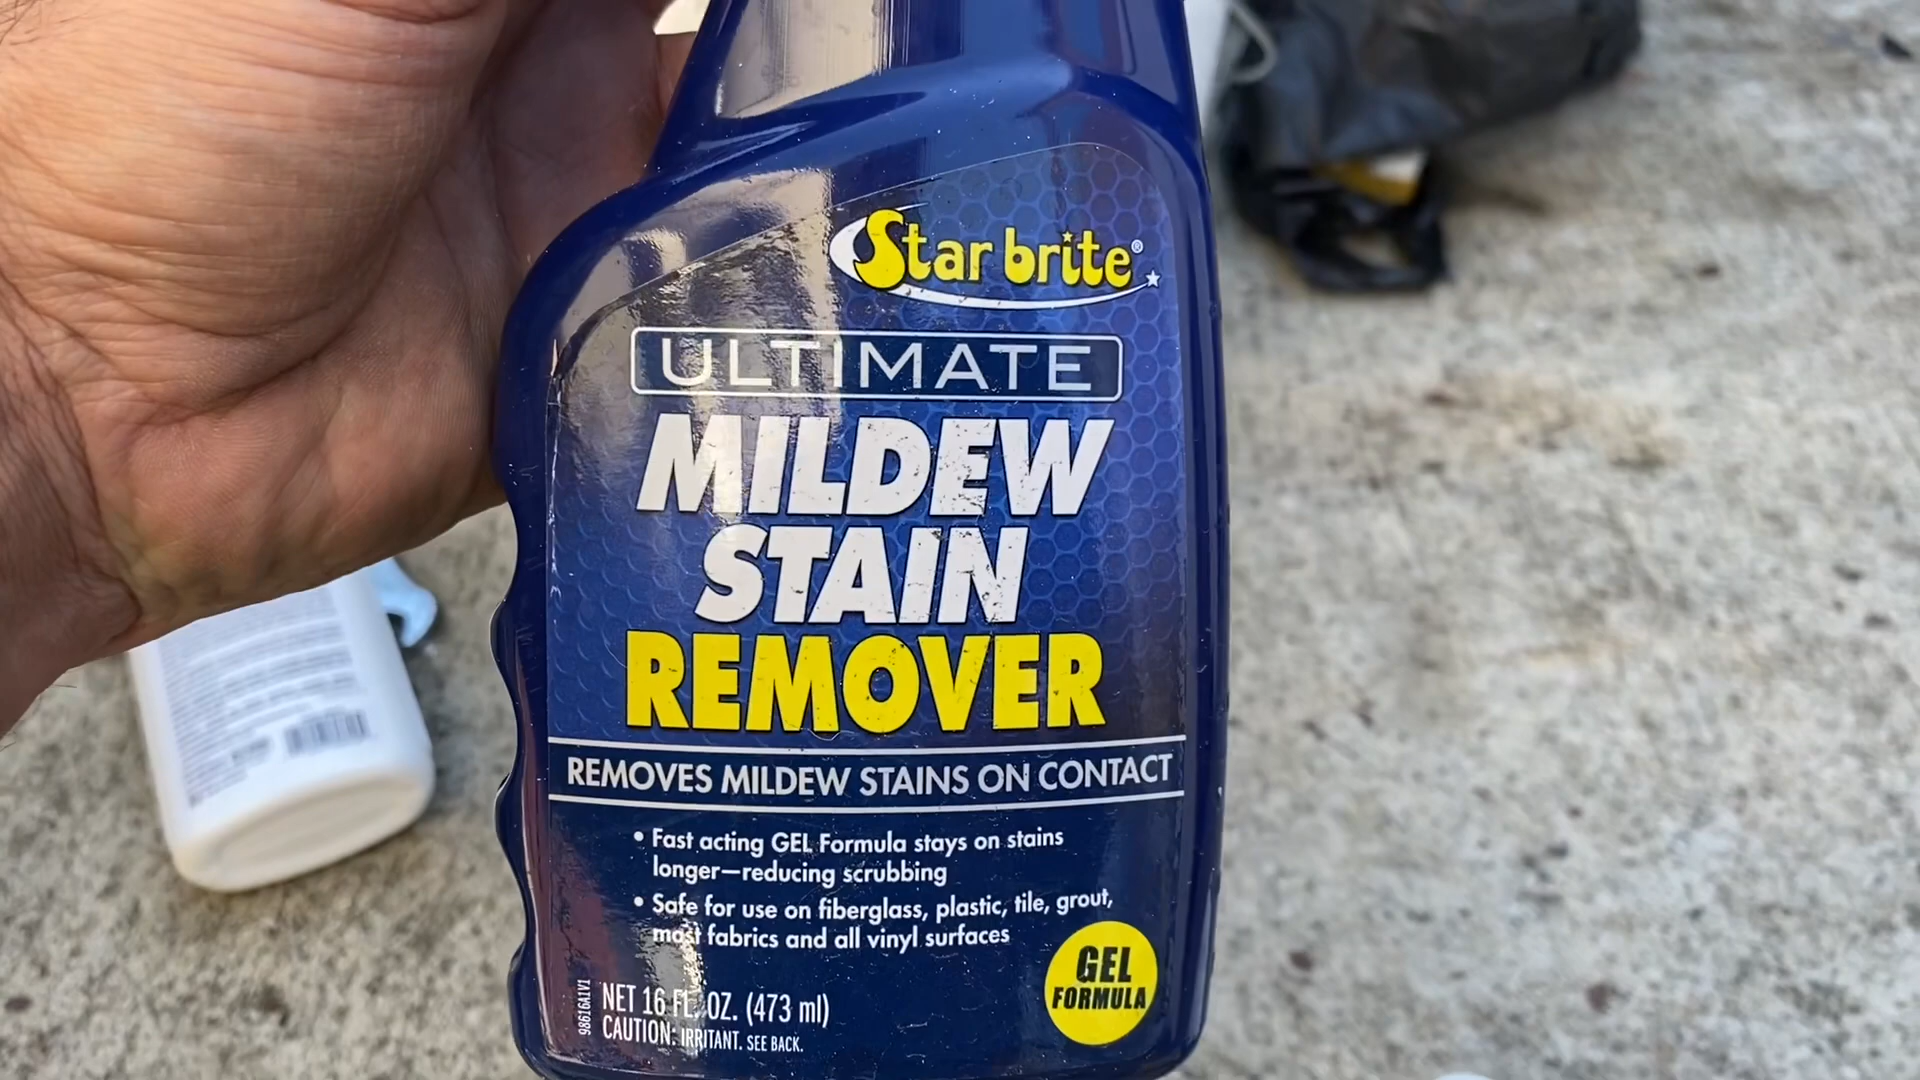 Star brite®
ULTIMATE
MILDEW
STAIN
REMOVER
REMOVES MILDEW STAINS ON CONTACT
• Fast acting GEL Formula stays on stains
longer—reducing scrubbing
• Safe for use on fiberglass, plastic, tile, grout,
most fabrics and all vinyl surfaces
GEL
FORMULA
98616A1V1
NET 16 FL. OZ. (473 ml)
CAUTION: IRRITANT. SEE BACK.